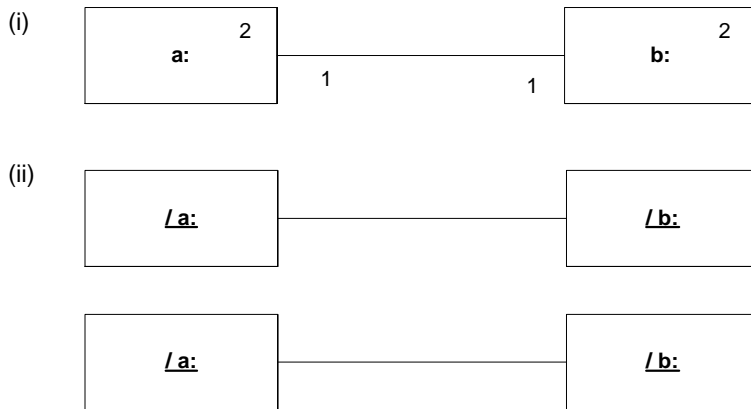 (i)
a: 2
b: 2
1 1
(ii)
/ a: / b:
/ a: / b: